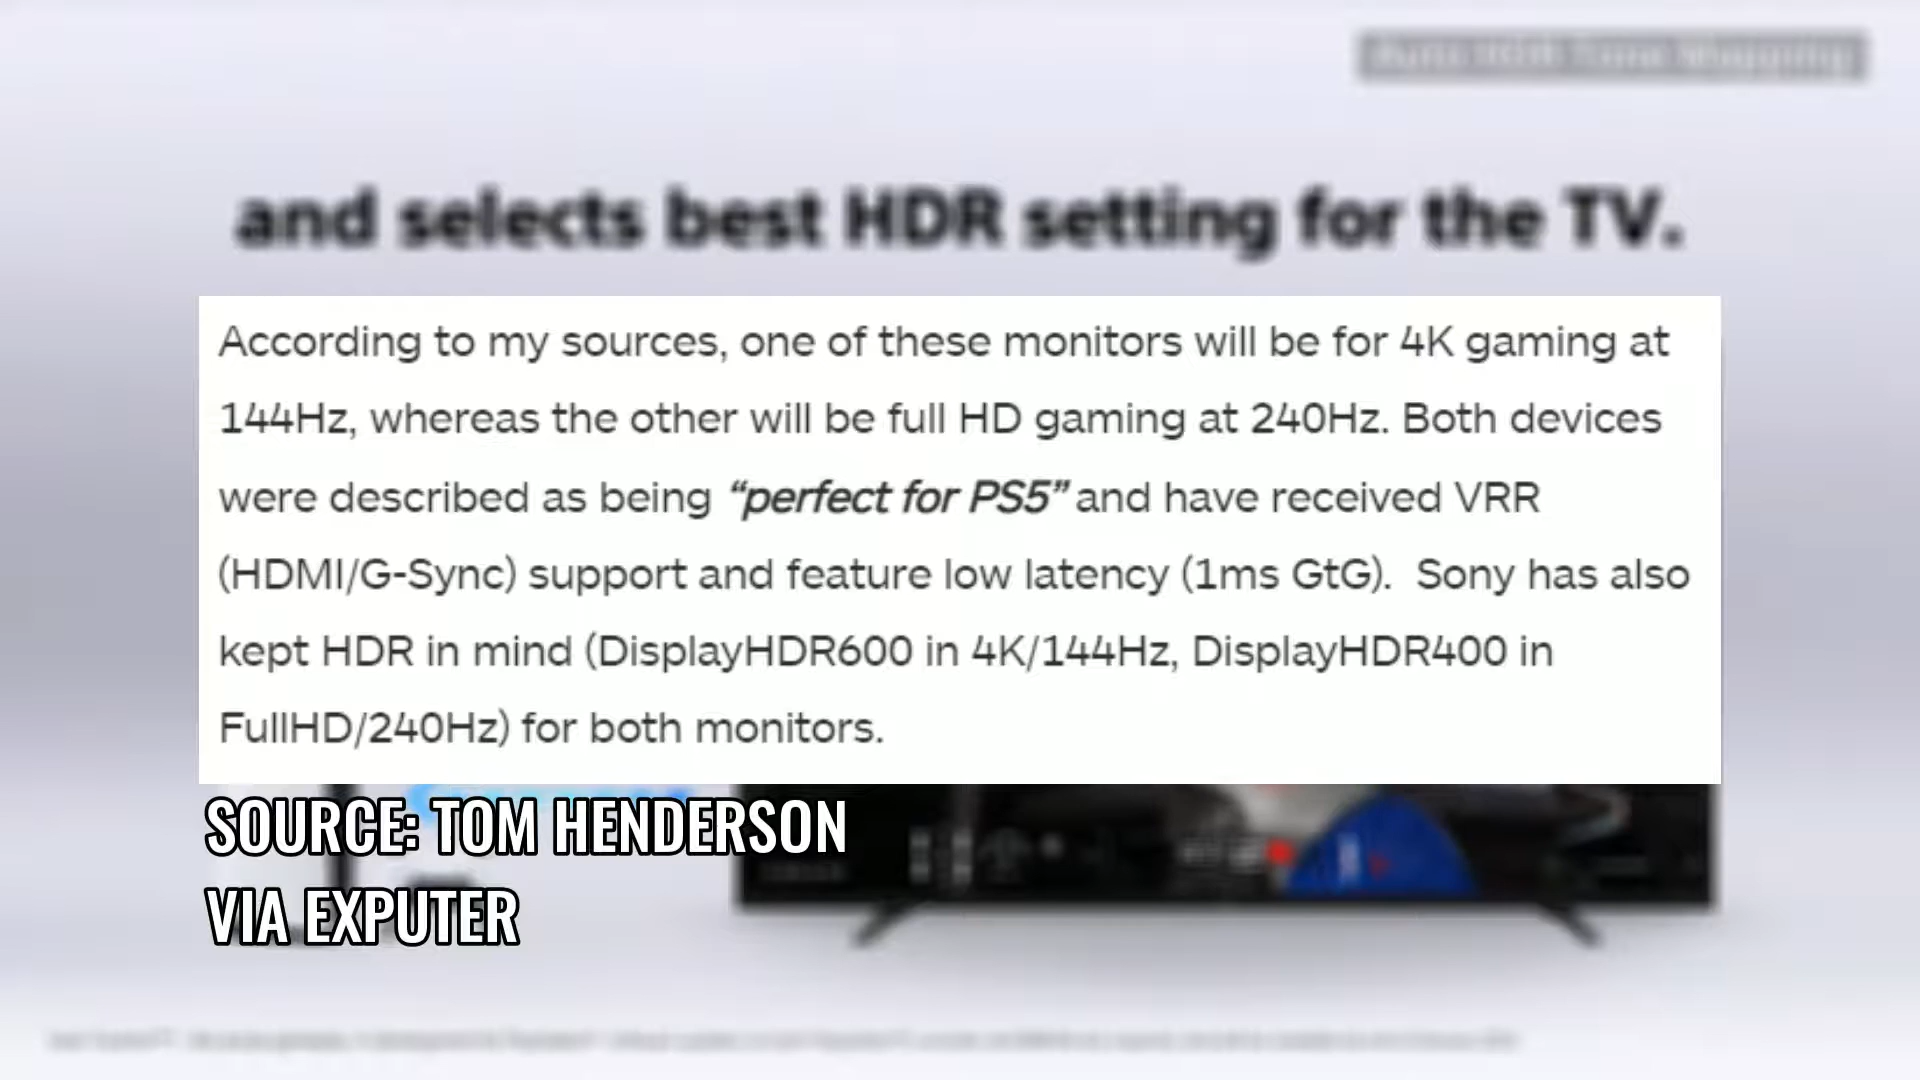 Auto HDR Tone Mapping
and selects best HDR setting for the TV.
According to my sources, one of these monitors will be for 4K gaming at
144Hz, whereas the other will be full HD gaming at 240Hz. Both devices
were described as being “perfect for PS5” and have received VRR
(HDMI/G-Sync) support and feature low latency (1ms GtG). Sony has also
kept HDR in mind (DisplayHDR600 in 4K/144Hz, DisplayHDR400 in
FullHD/240Hz) for both monitors.
SOURCE: TOM HENDERSON
VIA EXPUTER